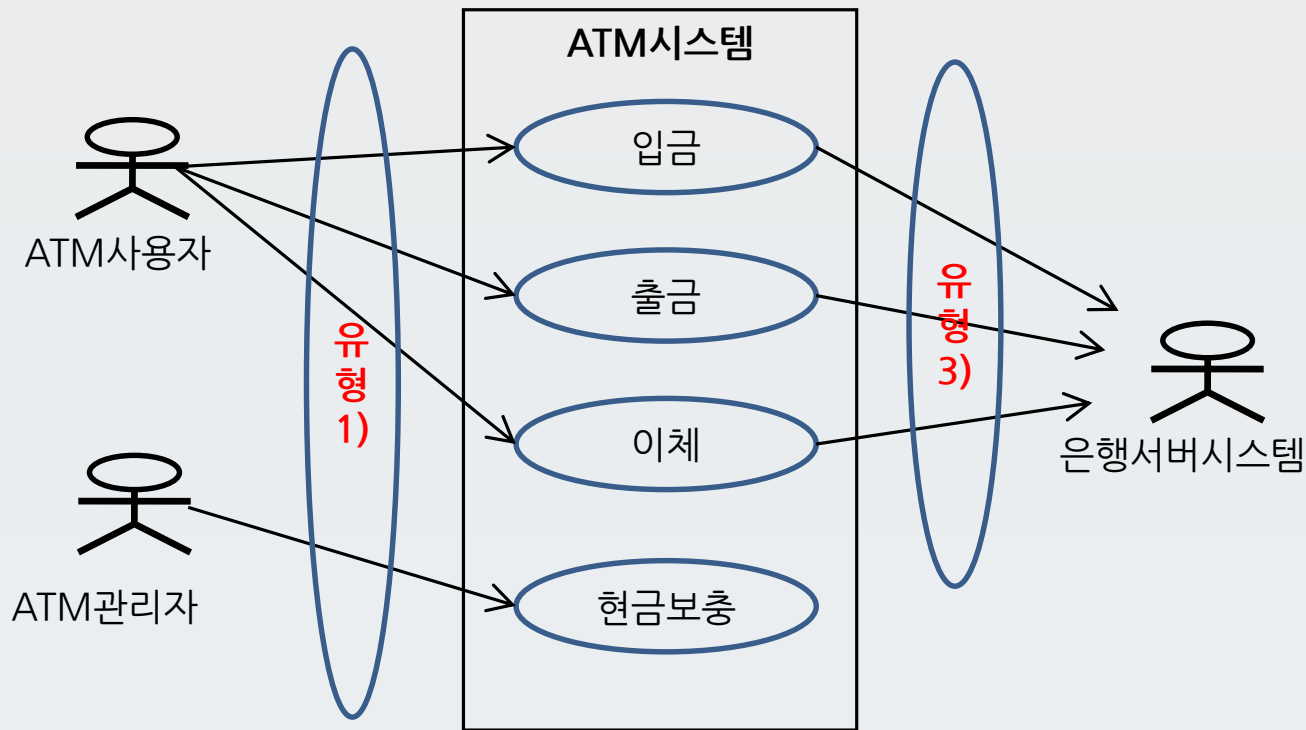 ATM시스템
입금
ATM사용자
출금
유
형
1)
유
형
3)
이체
은행서버시스템
ATM관리자
현금보충